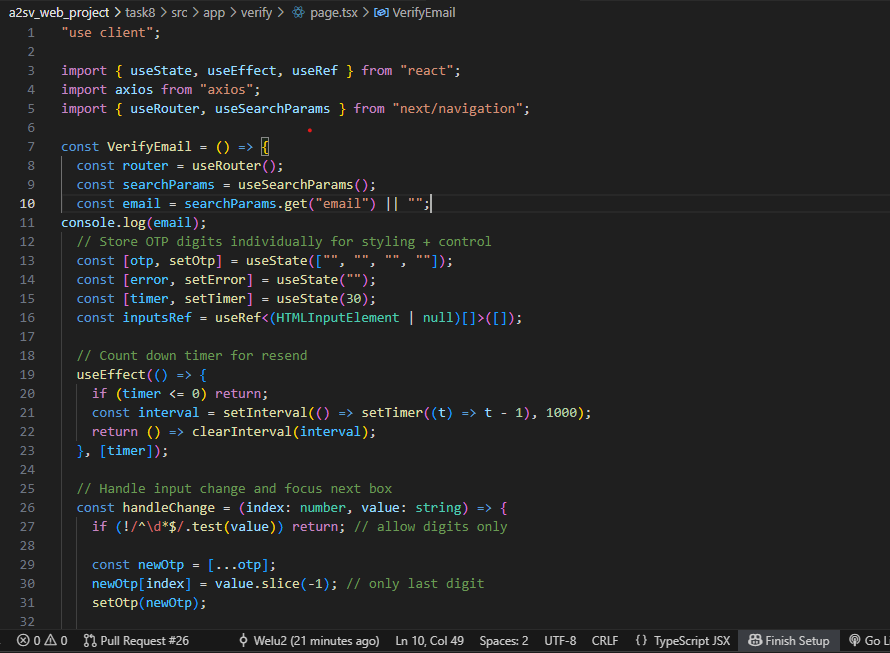 a2sv_web_project > task8 > src > app > verify > page.tsx > VerifyEmail
1 "use client";
2
3 import { useState, useEffect, useRef } from "react";
4 import axios from "axios";
5 import { useRouter, useSearchParams } from "next/navigation";
6
7 const VerifyEmail = () => {
8   const router = useRouter();
9   const searchParams = useSearchParams();
10   const email = searchParams.get("email") || "";
11 console.log(email);
12   // Store OTP digits individually for styling + control
13   const [otp, setOtp] = useState(["", "", "", ""]);
14   const [error, setError] = useState("");
15   const [timer, setTimer] = useState(30);
16   const inputsRef = useRef<(HTMLInputElement | null)[]>([]);
17
18   // Count down timer for resend
19   useEffect(() => {
20     if (timer <= 0) return;
21     const interval = setInterval(() => setTimer((t) => t - 1), 1000);
22     return () => clearInterval(interval);
23   }, [timer]);
24
25   // Handle input change and focus next box
26   const handleChange = (index: number, value: string) => {
27     if (!/^\d*$/.test(value)) return; // allow digits only
28
29     const newOtp = [...otp];
30     newOtp[index] = value.slice(-1); // only last digit
31     setOtp(newOtp);
32
0 0 Pull Request #26 Welu2 (21 minutes ago) Ln 10, Col 49 Spaces: 2 UTF-8 CRLF {} TypeScript JSX Finish Setup Go Li